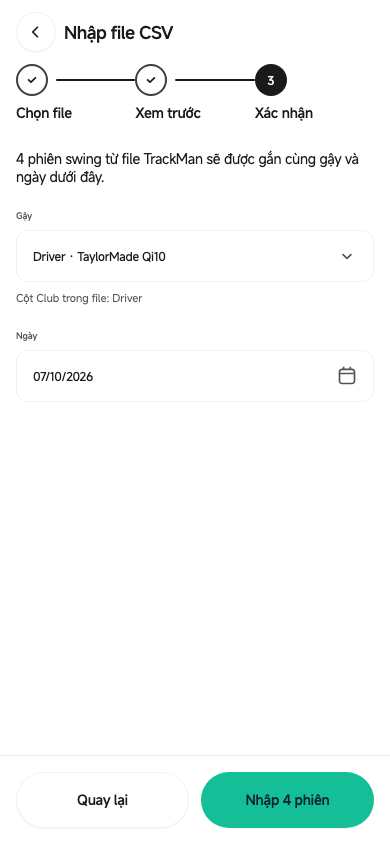 Nhập file CSV
3
Chọn file
Xem trước
Xác nhận
4 phiên swing từ file TrackMan sẽ được gắn cùng gậy và
ngày dưới đây.
Gậy
Driver · TaylorMade Qi10
Cột Club trong file: Driver
Ngày
07/10/2026
Quay lại
Nhập 4 phiên